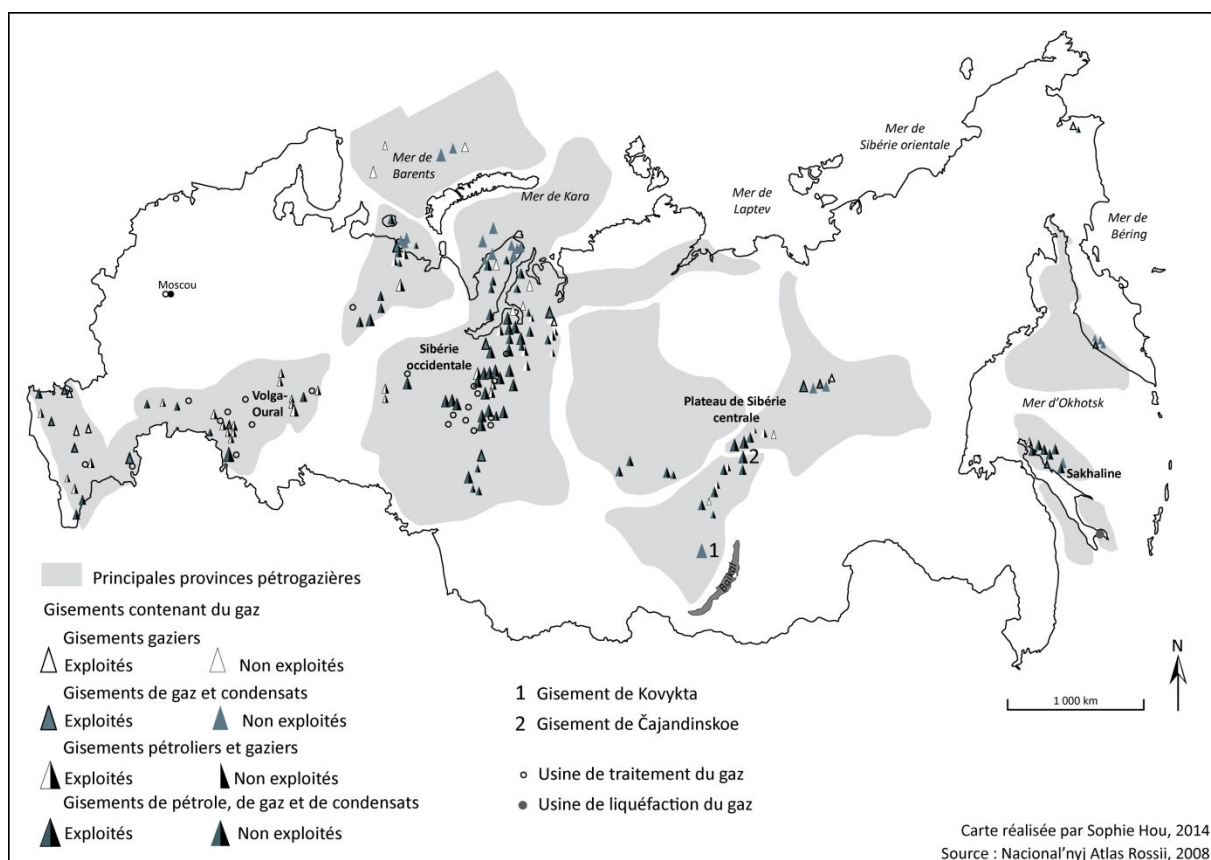 Mer de
Sibérie orientale
Mer de
Barents
Mer de Kara
Mer de
Laptev
Mer de
Béring
Moscou
Sibérie
occidentale
Volga-
Oural
Plateau de Sibérie
centrale
Mer d'Okhotsk
2
Sakhaline
1
Baïkal
Principales provinces pétrogazières
Gisements contenant du gaz
Gisements gaziers
Exploités Non exploités
Gisements de gaz et condensats
Exploités Non exploités
Gisements pétroliers et gaziers
Exploités Non exploités
Gisements de pétrole, de gaz et de condensats
Exploités Non exploités
1 Gisement de Kovykta
2 Gisement de Čajandinskoe
Usine de traitement du gaz
Usine de liquéfaction du gaz
N
1 000 km
Carte réalisée par Sophie Hou, 2014
Source : Nacional'nyj Atlas Rossii, 2008